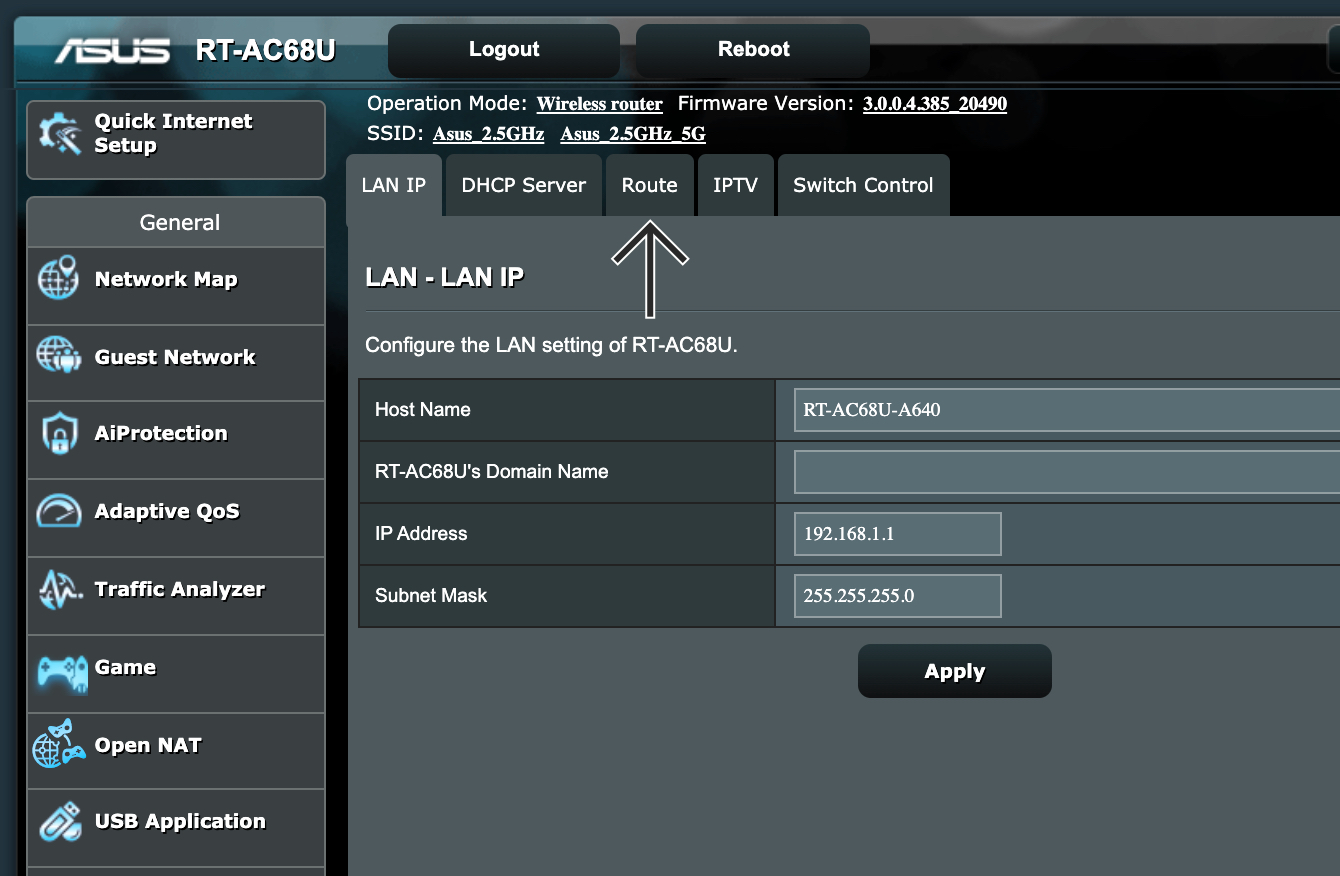 ASUS RT-AC68U Logout Reboot
Operation Mode: Wireless router Firmware Version: 3.0.0.4.385_20490
SSID: Asus_2.5GHz Asus_2.5GHz_5G
Quick Internet
Setup
General
Network Map
Guest Network
AiProtection
Adaptive QoS
Traffic Analyzer
Game
Open NAT
USB Application
LAN IP DHCP Server Route IPTV Switch Control
LAN - LAN IP
Configure the LAN setting of RT-AC68U.
Host Name RT-AC68U-A640
RT-AC68U's Domain Name
IP Address 192.168.1.1
Subnet Mask 255.255.255.0
Apply